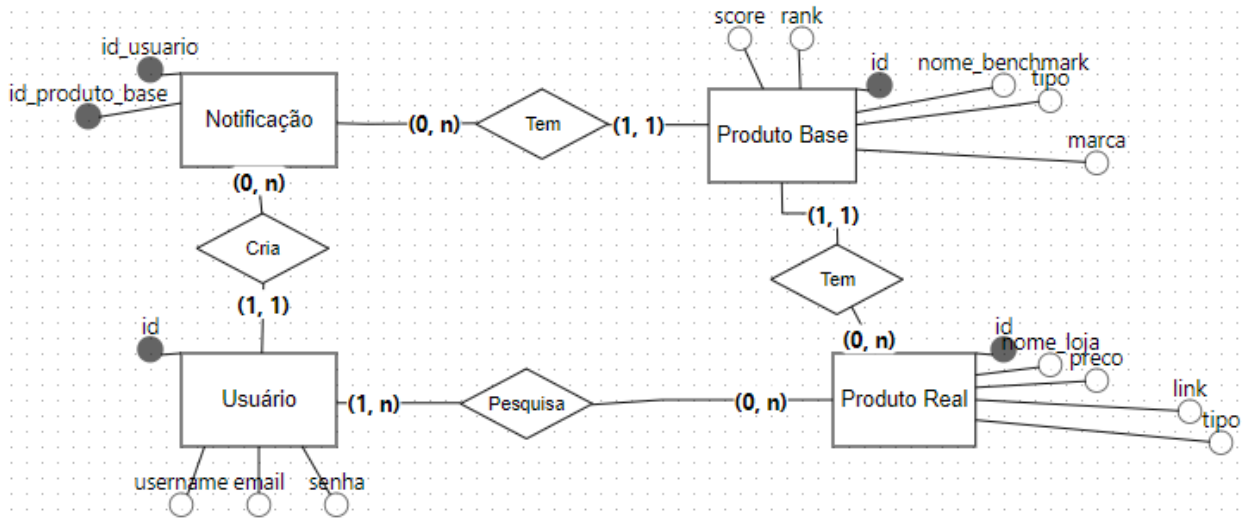 score
rank
id_usuario
id
nome_benchmark
tipo
id_produto_base
Notificação
(0, n)
Tem
(1, 1)
Produto Base
marca
(0, n)
(1, 1)
Cria
Tem
(1, 1)
id
(0, n)
id
nome_loja
preco
link
Usuário
(1, n)
Pesquisa
(0, n)
Produto Real
tipo
username
email
senha